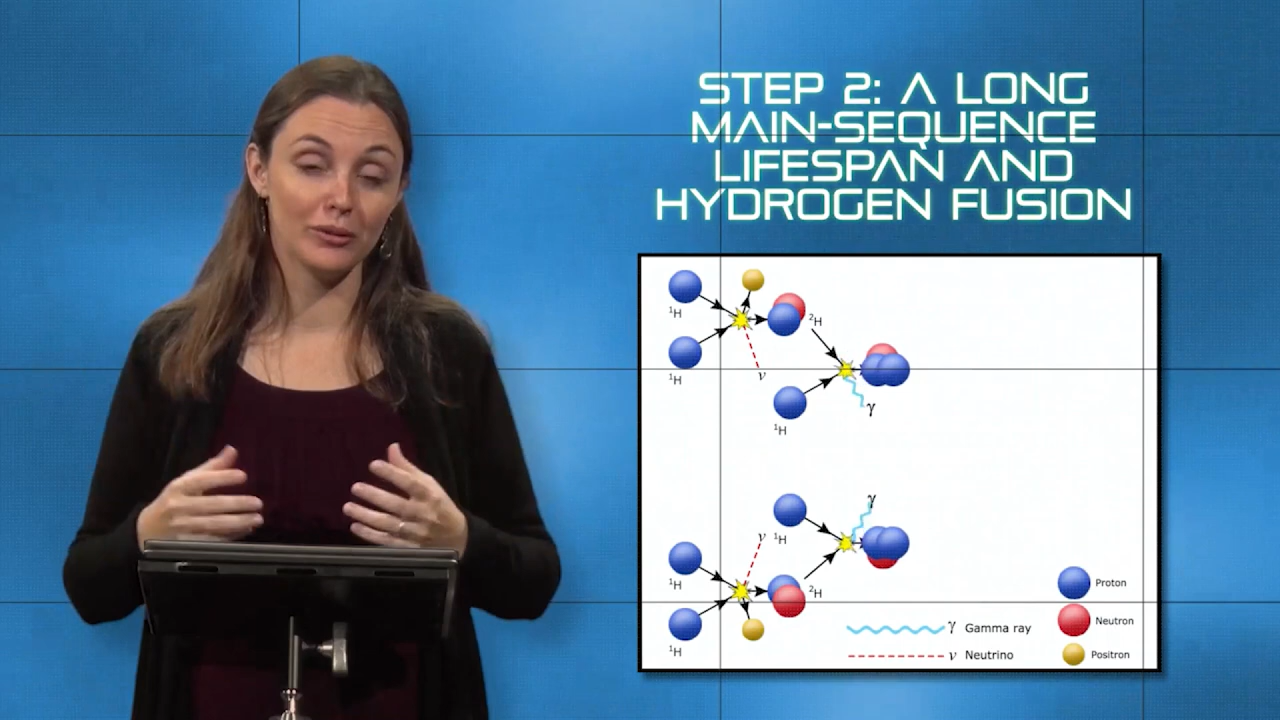 STEP 2: A LONG
MAIN-SEQUENCE
LIFESPAN AND
HYDROGEN FUSION
¹H
²H
¹H
ν
γ
¹H
γ
ν
¹H
¹H
²H
¹H
Proton
Neutron
Positron
γ Gamma ray
ν Neutrino